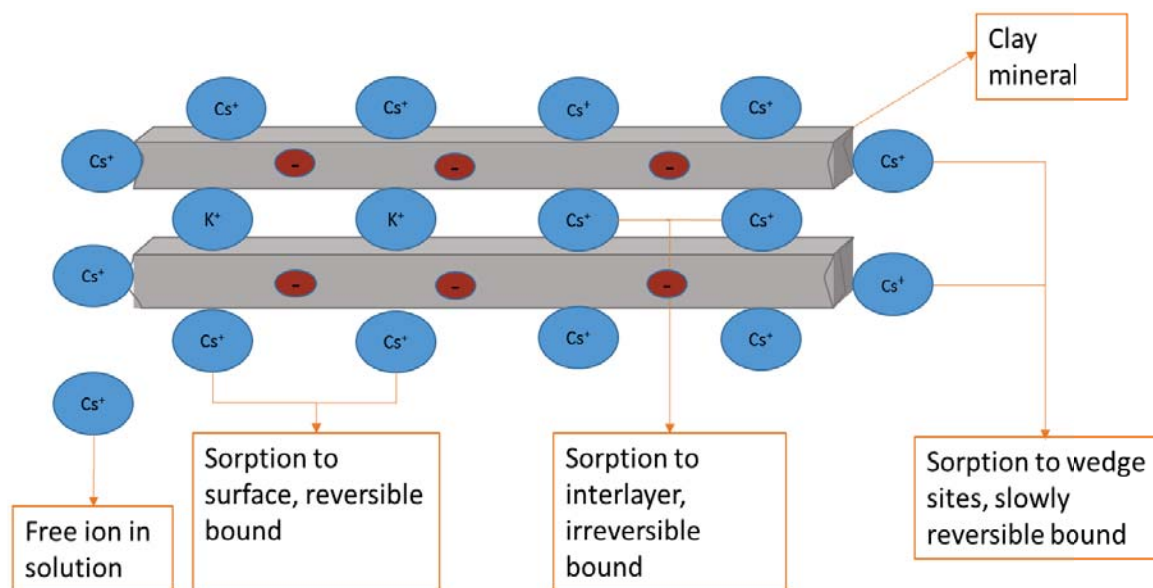 Clay
mineral
Cs⁺ Cs⁺ Cs⁺ Cs⁺
Cs⁺ - - - Cs⁺
K⁺ K⁺ Cs⁺ Cs⁺
Cs⁺ - - - Cs⁺
Cs⁺ Cs⁺ Cs⁺ Cs⁺
Cs⁺
Free ion in
solution
Sorption to
surface, reversible
bound
Sorption to
interlayer,
irreversible
bound
Sorption to wedge
sites, slowly
reversible bound